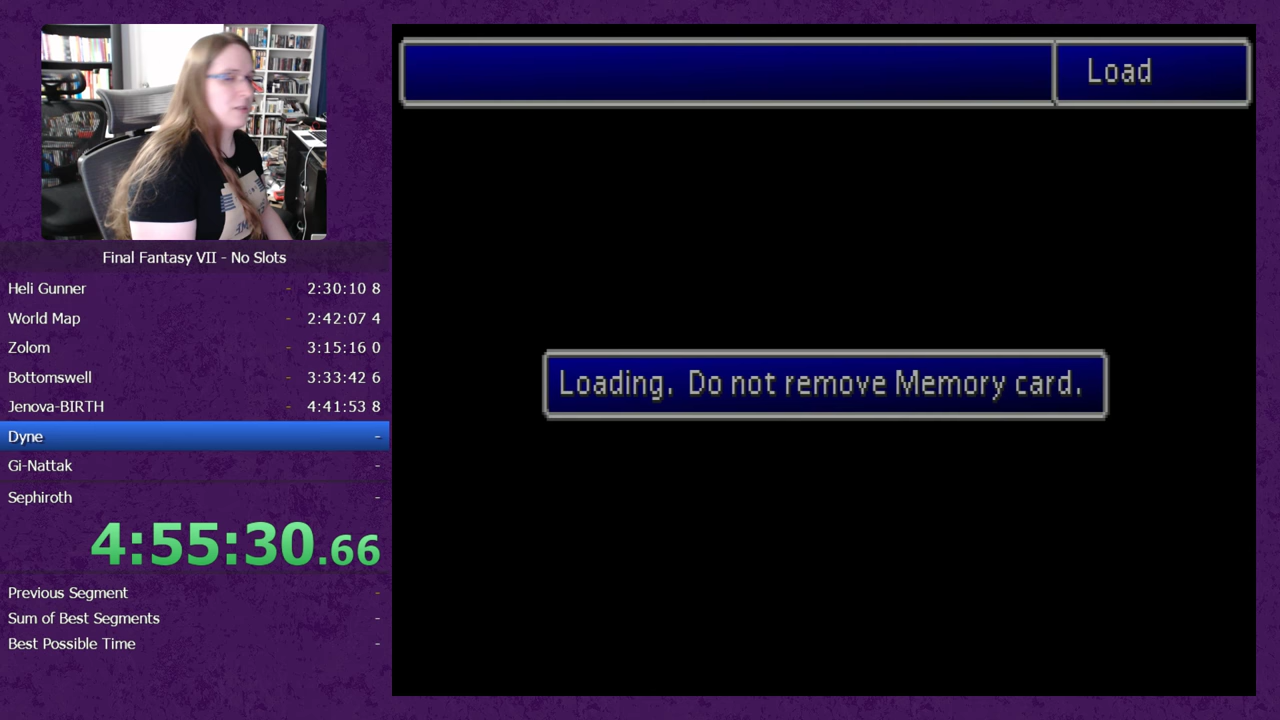 Load
Loading. Do not remove Memory card.
Final Fantasy VII - No Slots
Heli Gunner - 2:30:10 8
World Map - 2:42:07 4
Zolom - 3:15:16 0
Bottomswell - 3:33:42 6
Jenova-BIRTH - 4:41:53 8
Dyne -
Gi-Nattak -
Sephiroth -
4:55:30.66
Previous Segment -
Sum of Best Segments -
Best Possible Time -